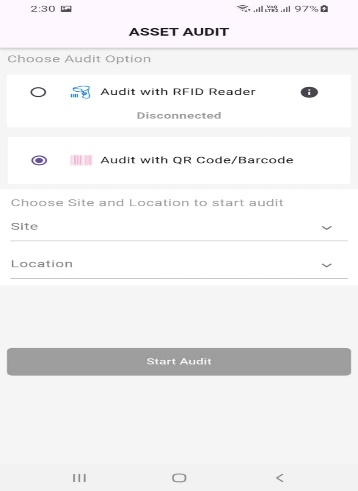 2:30 97%
ASSET AUDIT
Choose Audit Option
Audit with RFID Reader
Disconnected
Audit with QR Code/Barcode
Choose Site and Location to start audit
Site
Location
Start Audit